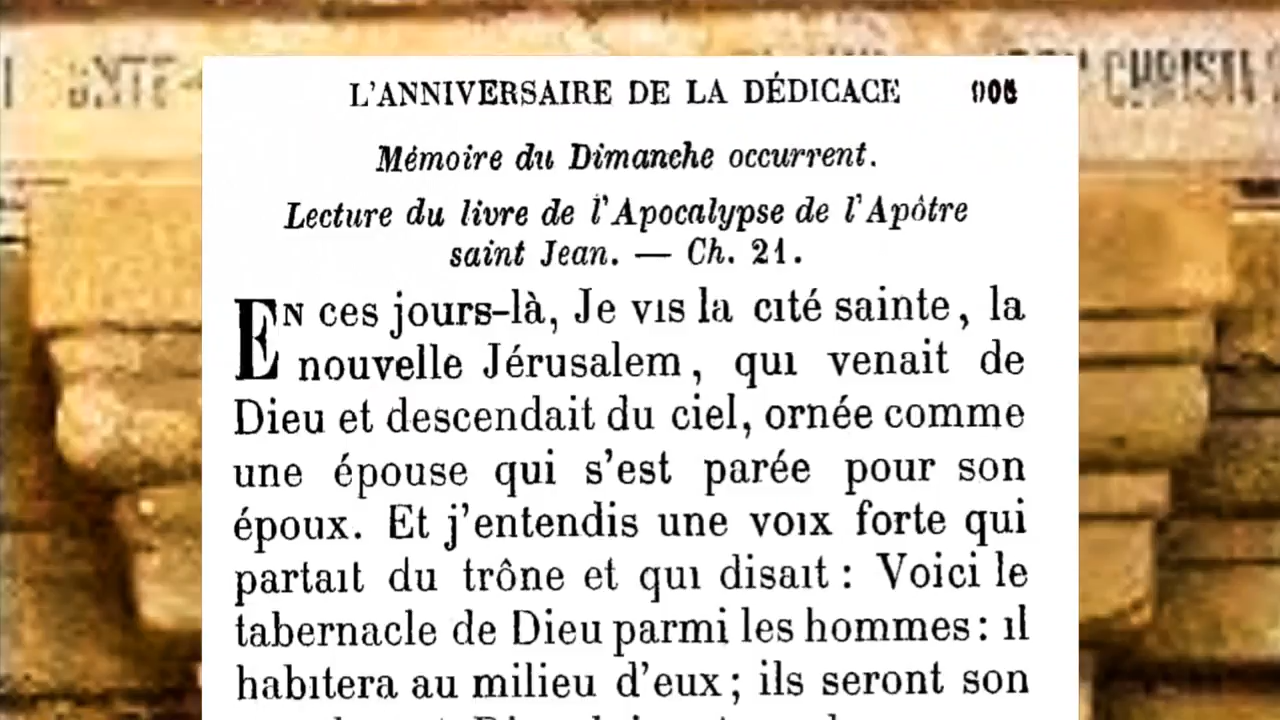 L'ANNIVERSAIRE DE LA DÉDICACE
Mémoire du Dimanche occurrent.
Lecture du livre de l'Apocalypse de l'Apôtre
saint Jean. — Ch. 21.
EN ces jours-là, Je vis la cité sainte, la
nouvelle Jérusalem, qui venait de
Dieu et descendait du ciel, ornée comme
une épouse qui s'est parée pour son
époux. Et j'entendis une voix forte qui
partait du trône et qui disait : Voici le
tabernacle de Dieu parmi les hommes : il
habitera au milieu d'eux ; ils seront son